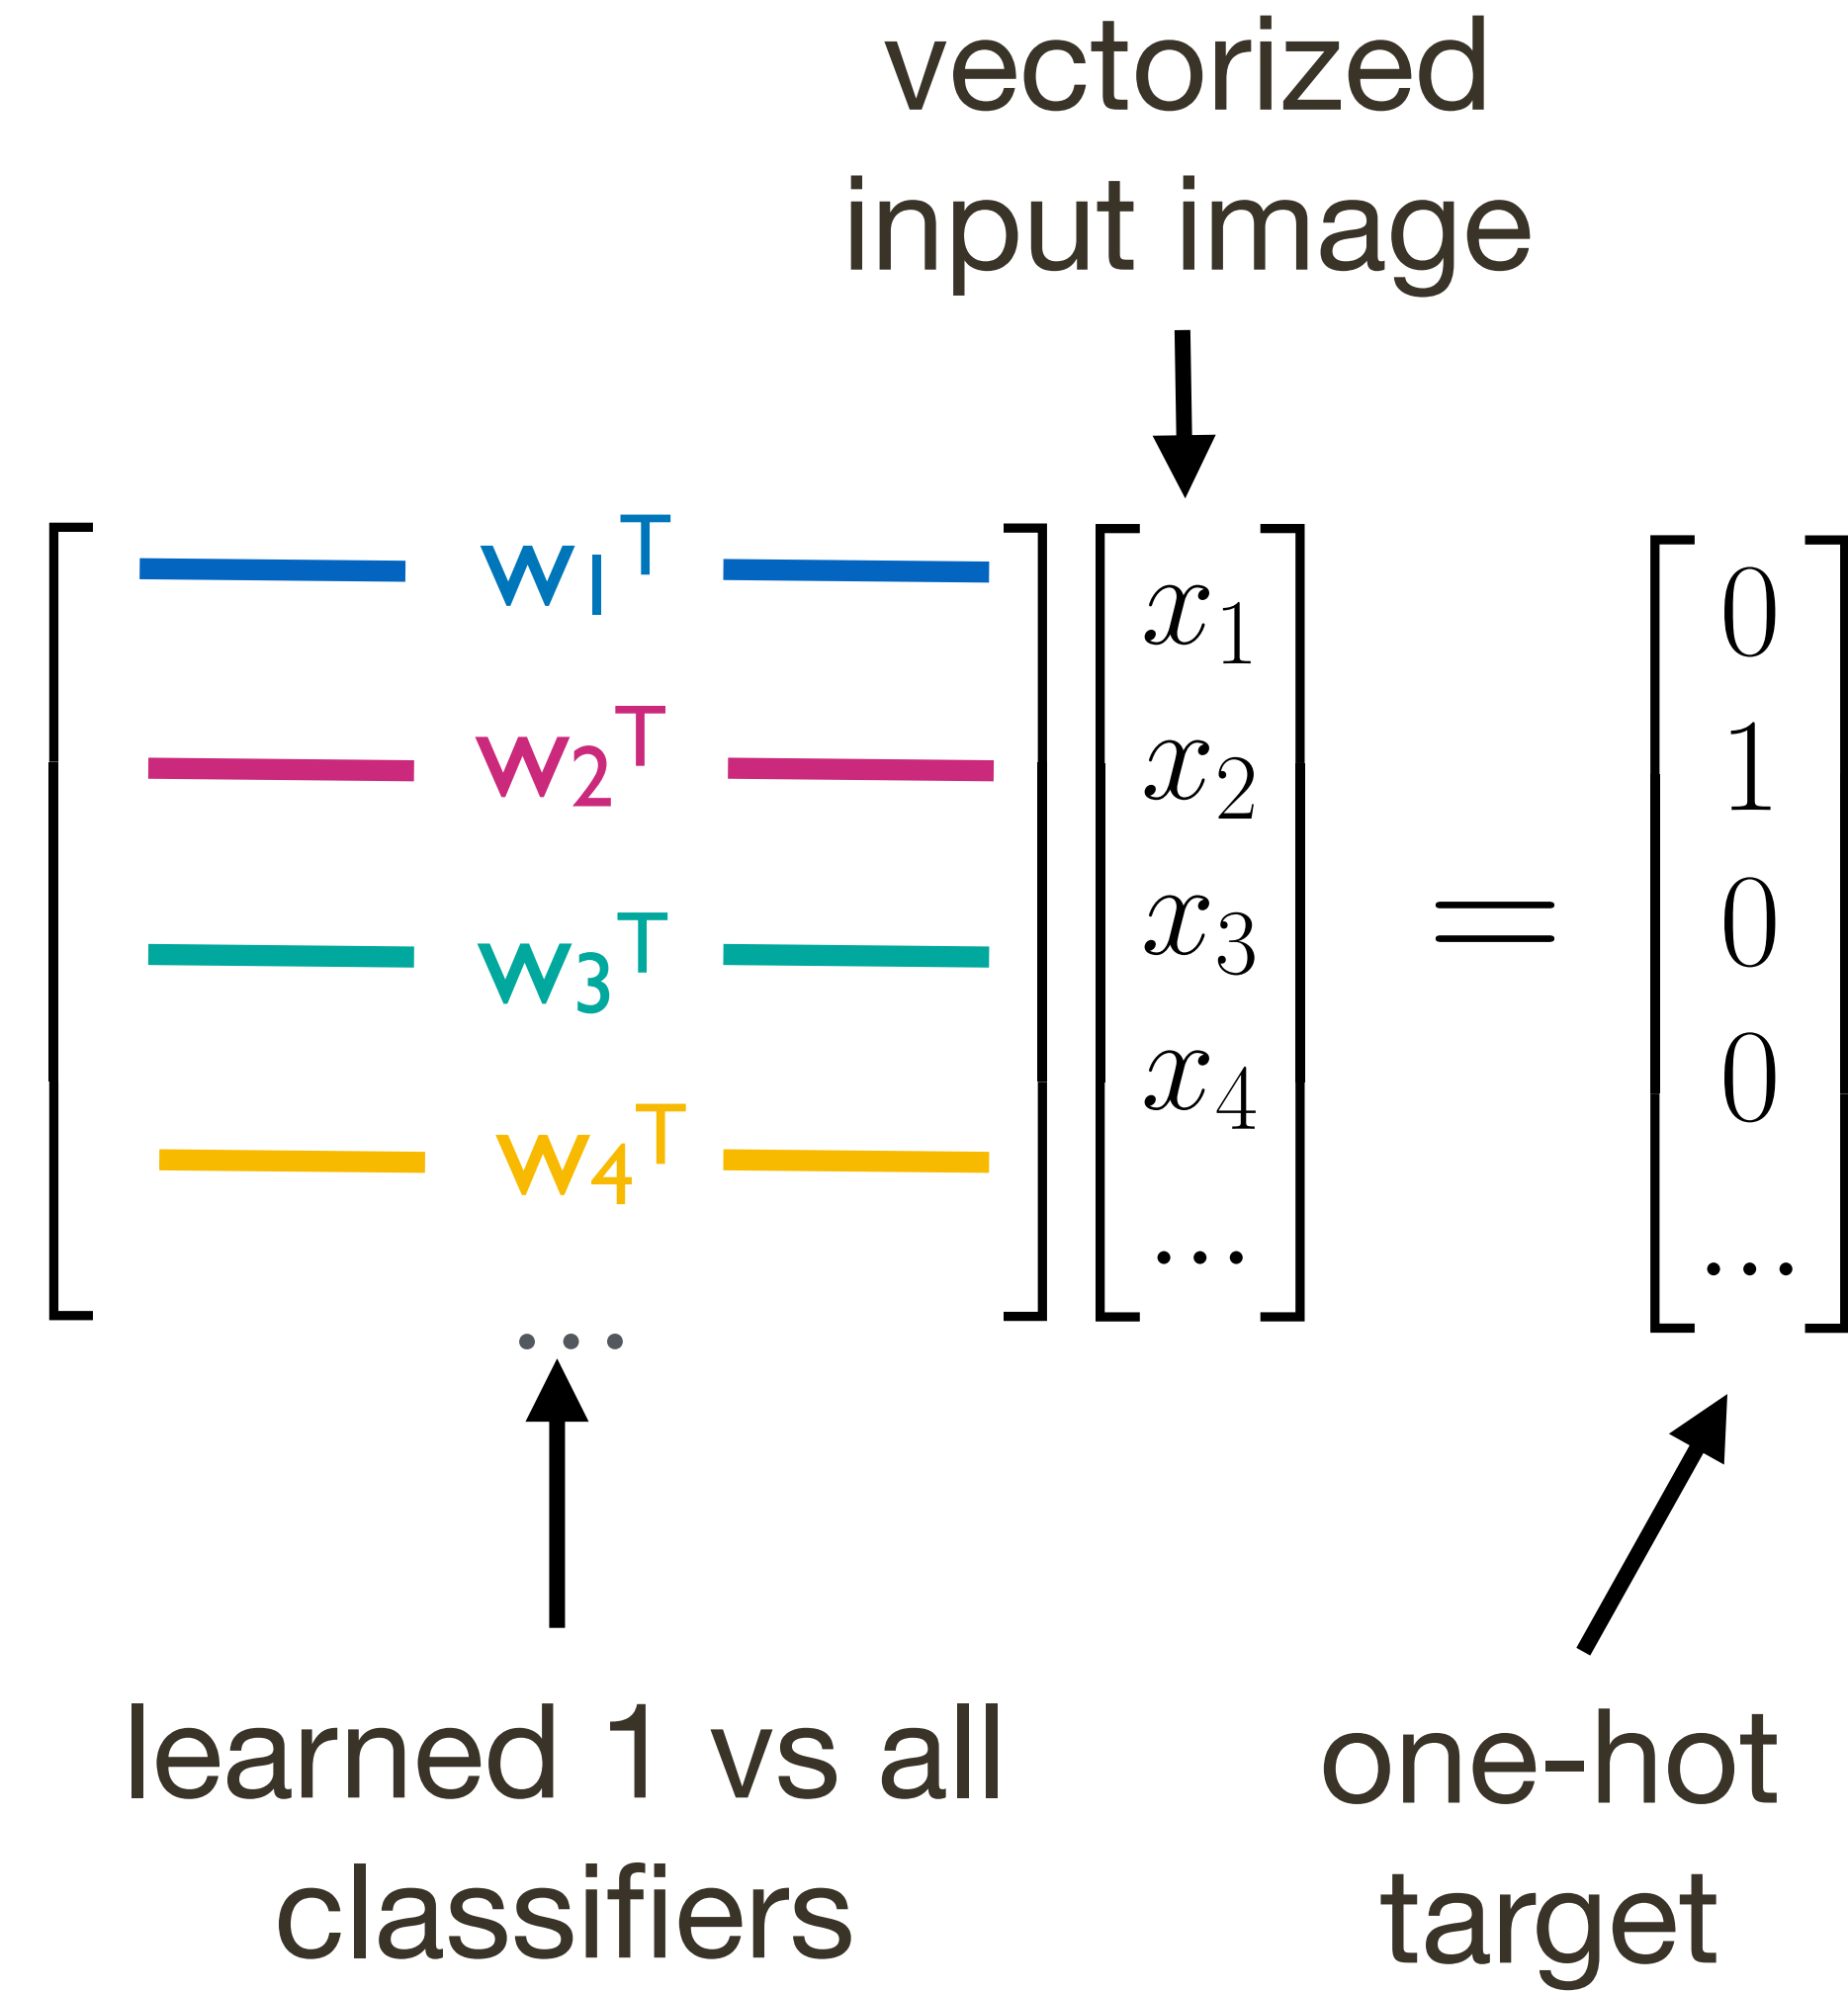 vectorized
input image
w₁ᵀ x₁ 0
w₂ᵀ x₂ 1
w₃ᵀ x₃ = 0
w₄ᵀ x₄ 0
... ... ...
learned 1 vs all
classifiers
one-hot
target